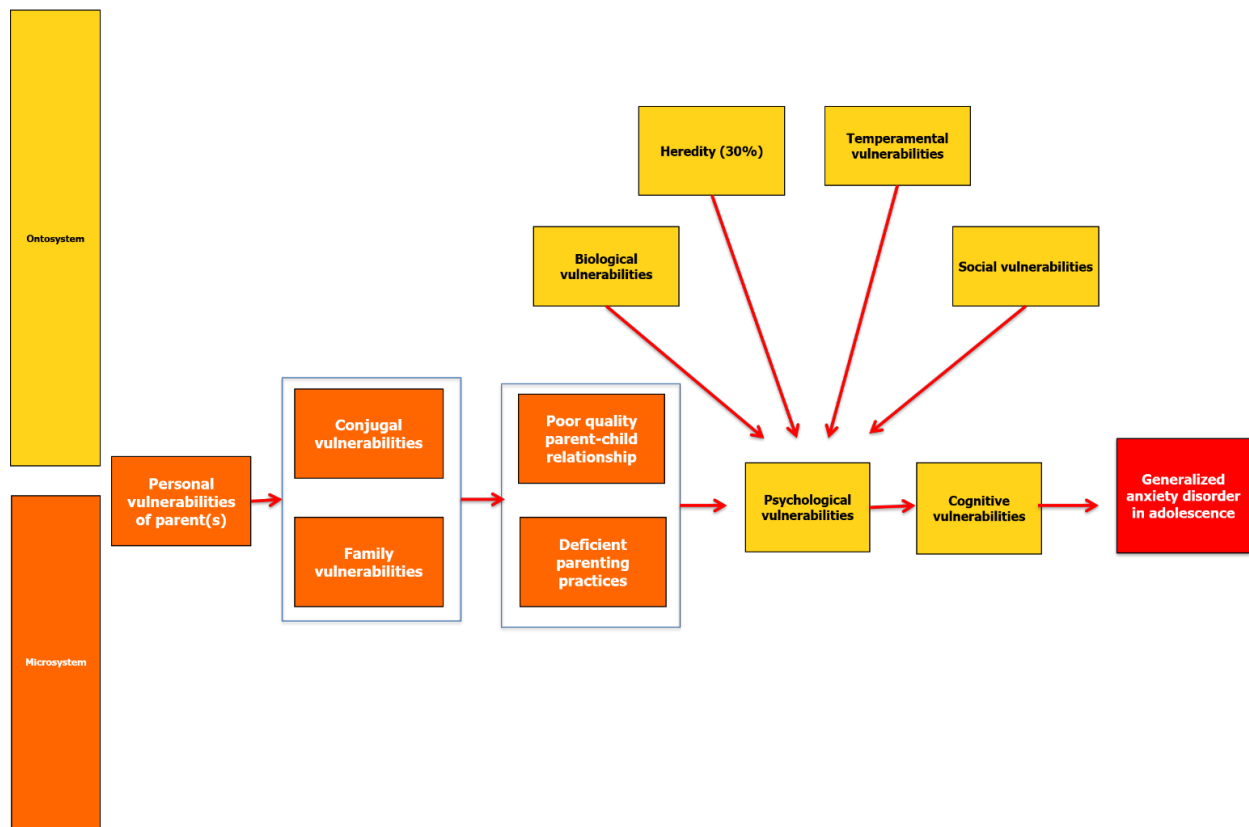 Ontosystem
Heredity (30%)
Temperamental
vulnerabilities
Biological
vulnerabilities
Social vulnerabilities
Conjugal
vulnerabilities
Poor quality
parent-child
relationship
Personal
vulnerabilities
of parent(s)
Psychological
vulnerabilities
Cognitive
vulnerabilities
Generalized
anxiety disorder
in adolescence
Family
vulnerabilities
Deficient
parenting
practices
Microsystem